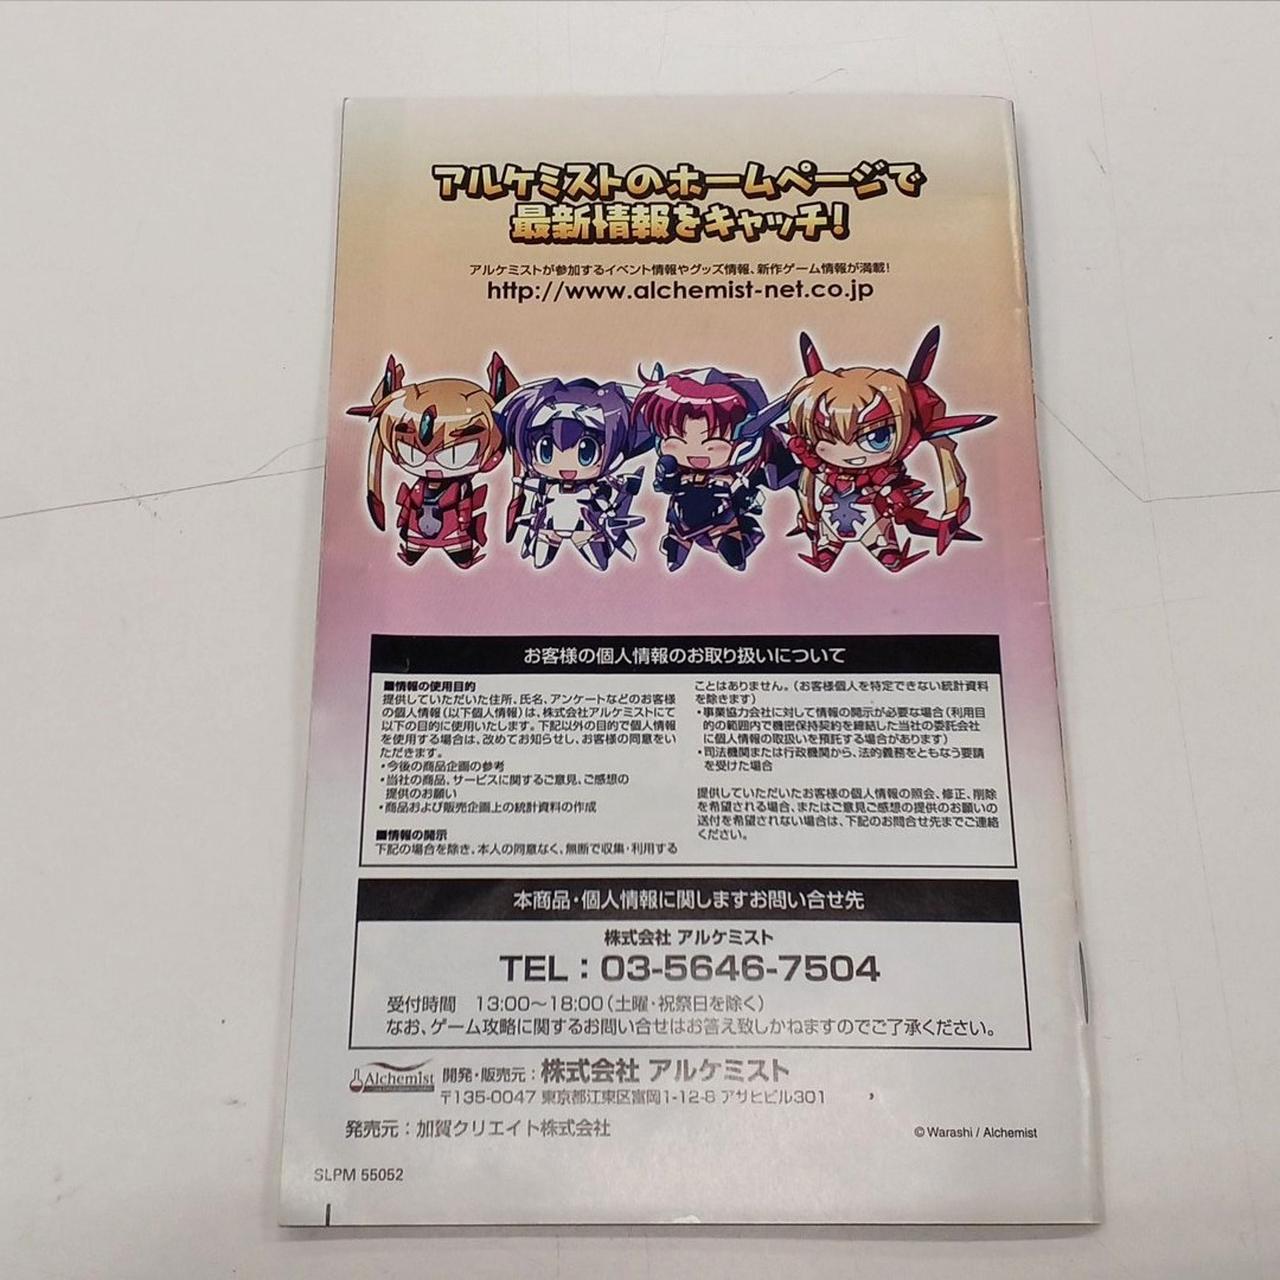 アルケミストのホームページで
最新情報をキャッチ!
アルケミストが参加するイベント情報やグッズ情報、新作ゲーム情報が満載!
http://www.alchemist-net.co.jp
お客様の個人情報のお取り扱いについて
■情報の使用目的
提供していただいた住所、氏名、アンケートなどのお客様
の個人情報(以下個人情報)は、株式会社アルケミストにて
以下の目的に使用いたします。下記以外の目的で個人情報
を使用する場合は、改めてお知らせし、お客様の同意をい
ただきます。
・今後の商品企画の参考
・当社の商品、サービスに関するご意見、ご感想の
提供のお願い
・商品および販売企画上の統計資料の作成
■情報の開示
下記の場合を除き、本人の同意なく、無断で収集・利用する
ことはありません。(お客様個人を特定できない統計資料
を除きます)
・事業協力会社に対して情報の開示が必要な場合(利用目
的の範囲内で機密保持契約を締結した当社の委託会社
に個人情報の取扱いを預託する場合があります)
・司法機関または行政機関から、法的義務をともなう要請
を受けた場合
提供していただいたお客様の個人情報の照会、修正、削除
を希望される場合、またはご意見ご感想の提供のお願いの
送付を希望されない場合は、下記のお問合せ先までご連絡
ください。
本商品・個人情報に関しますお問い合せ先
株式会社 アルケミスト
TEL：03-5646-7504
受付時間 13:00～18:00(土曜・祝祭日を除く)
なお、ゲーム攻略に関するお問い合せはお答え致しかねますのでご了承ください。
Alchemist 開発・販売元：株式会社 アルケミスト
〒135-0047 東京都江東区富岡1-12-8 アサヒビル301
発売元：加賀クリエイト株式会社
© Warashi / Alchemist
SLPM 55052